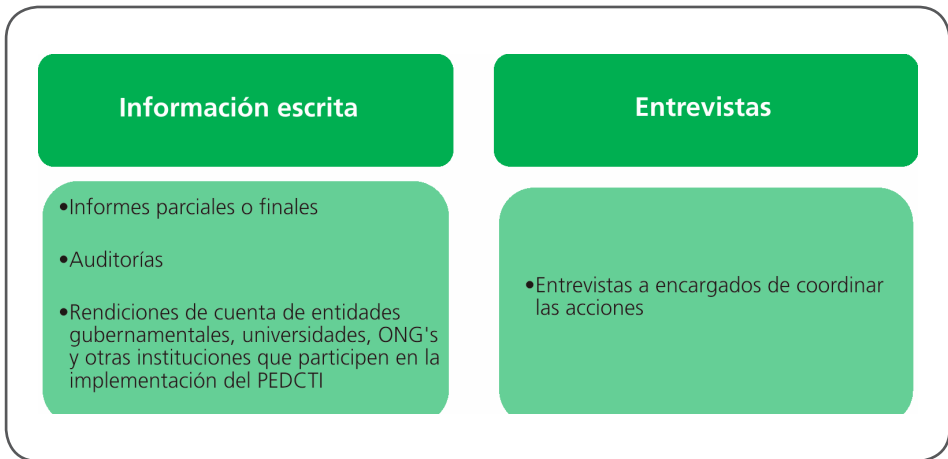 Información escrita
•Informes parciales o finales
•Auditorías
•Rendiciones de cuenta de entidades
gubernamentales, universidades, ONG's
y otras instituciones que participen en la
implementación del PEDCTI
Entrevistas
•Entrevistas a encargados de coordinar
las acciones